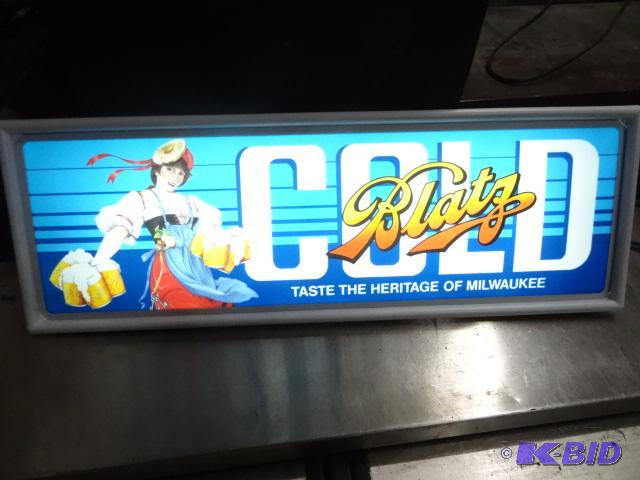 COLD
Blatz
TASTE THE HERITAGE OF MILWAUKEE
© K-BID